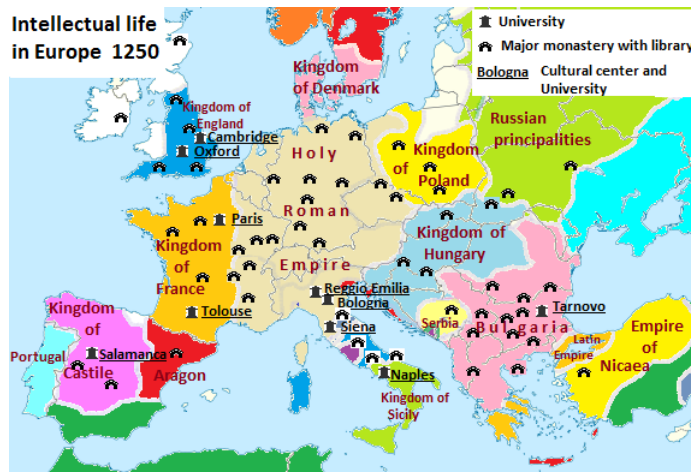 Intellectual life
in Europe 1250
University
Major monastery with library
Bologna Cultural center and
University
Kingdom
of Denmark
Russian
principalities
Kingdom of
England
Cambridge
Oxford
Holy
Kingdom
of
Poland
Roman
Paris
Kingdom
of
France
Kingdom of
Hungary
Empire
Reggio Emilia
Bologna
Tolouse
Siena
Serbia
Bulgaria
Tarnovo
Kingdom
of
Salamanca
Castile
Portugal
Aragon
Latin-
Empire
Empire
of
Nicaea
Naples
Kingdom
of Sicily